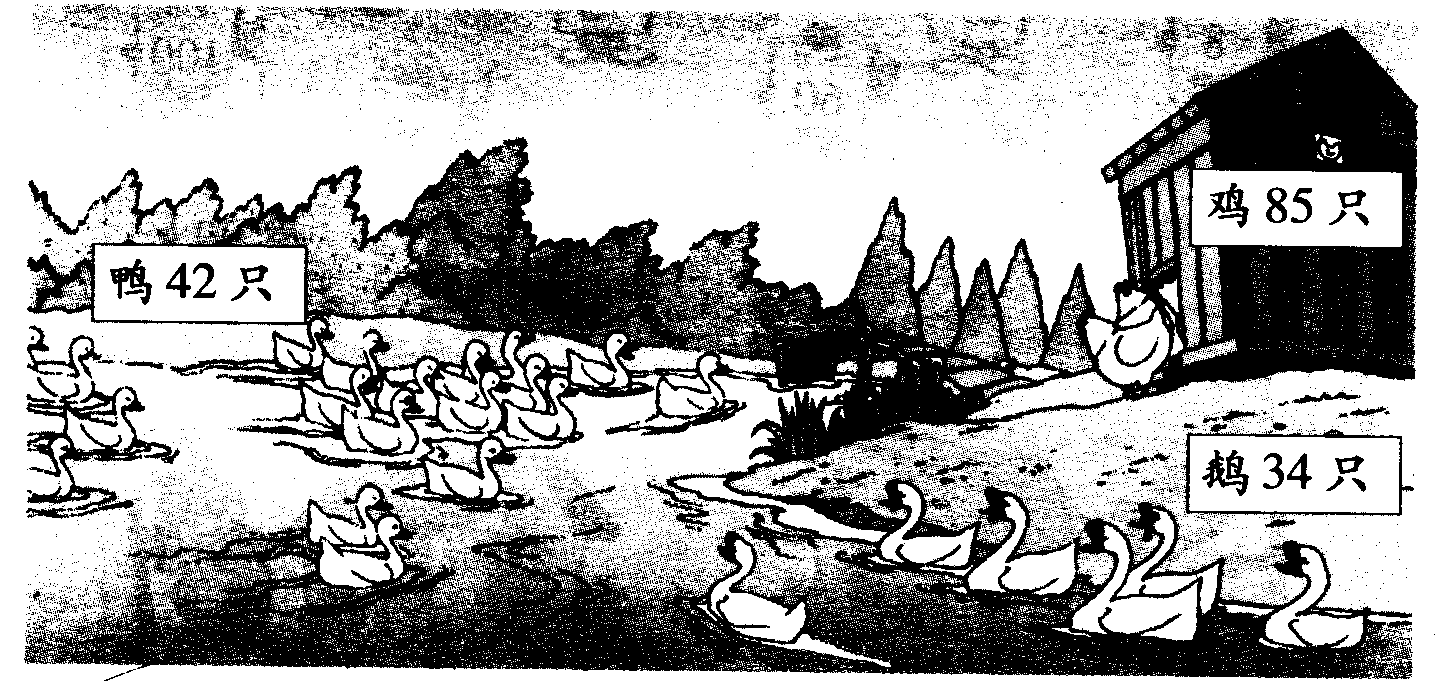 鸡 85 只
鸭 42 只
鹅 34 只